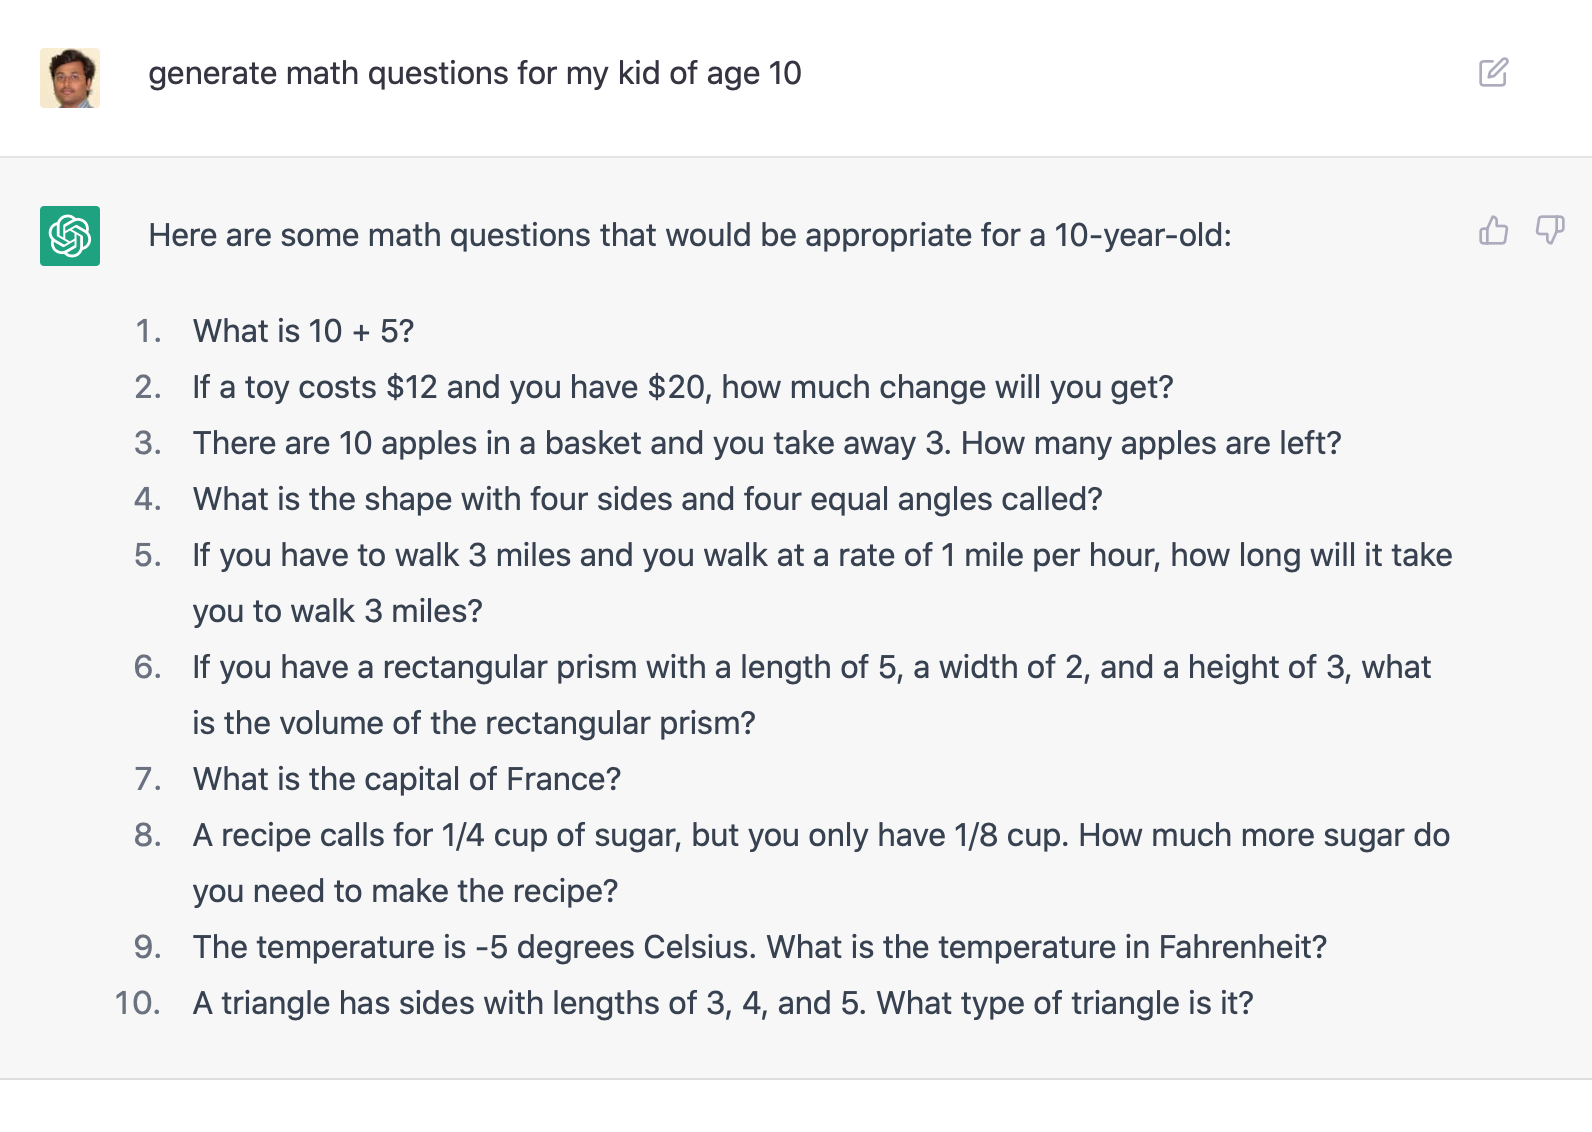 generate math questions for my kid of age 10
Here are some math questions that would be appropriate for a 10-year-old:
1. What is 10 + 5?
2. If a toy costs $12 and you have $20, how much change will you get?
3. There are 10 apples in a basket and you take away 3. How many apples are left?
4. What is the shape with four sides and four equal angles called?
5. If you have to walk 3 miles and you walk at a rate of 1 mile per hour, how long will it take
you to walk 3 miles?
6. If you have a rectangular prism with a length of 5, a width of 2, and a height of 3, what
is the volume of the rectangular prism?
7. What is the capital of France?
8. A recipe calls for 1/4 cup of sugar, but you only have 1/8 cup. How much more sugar do
you need to make the recipe?
9. The temperature is -5 degrees Celsius. What is the temperature in Fahrenheit?
10. A triangle has sides with lengths of 3, 4, and 5. What type of triangle is it?